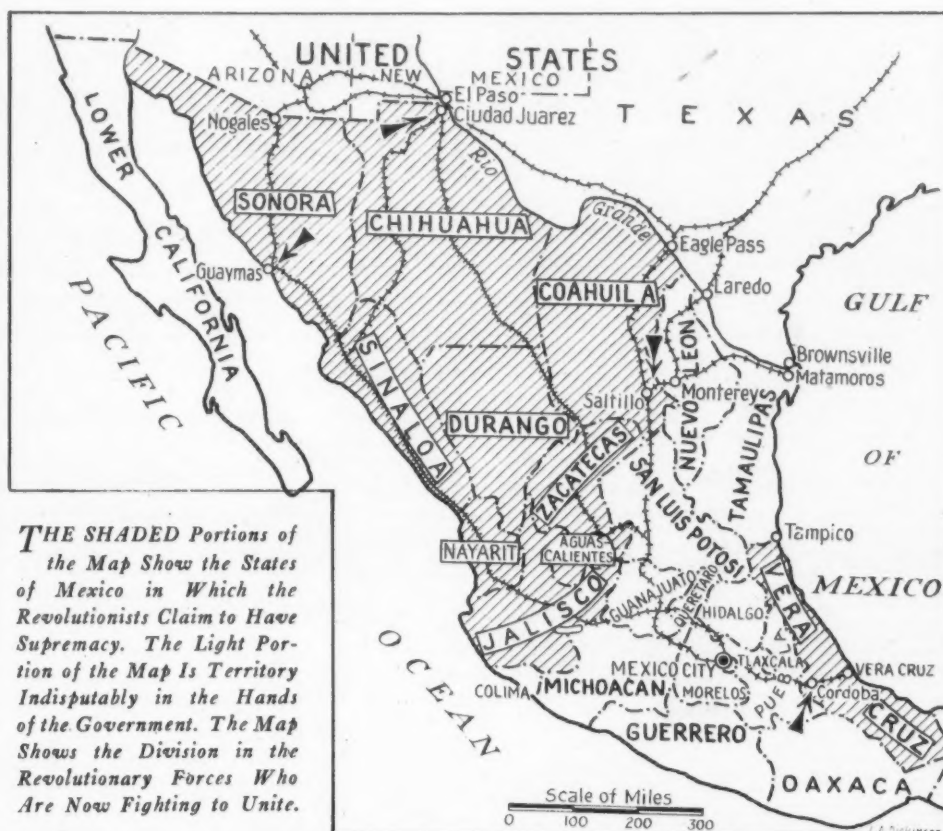 UNITED STATES
ARIZONA
NEW MEXICO
El Paso
Ciudad Juarez
Nogales
TEXAS
Rio Grande
LOWER CALIFORNIA
SONORA
CHIHUAHUA
Eagle Pass
Guaymas
COAHUILA
Laredo
GULF OF MEXICO
PACIFIC OCEAN
SINALOA
NUEVO LEON
Brownsville
Matamoros
Saltillo
Monterey
DURANGO
TAMAULIPAS
ZACATECAS
SAN LUIS POTOSI
Tampico
NAYARIT
AGUAS-
CALIENTES
GUANAJUATO
QUERETARO
HIDALGO
VERA CRUZ
JALISCO
MEXICO CITY
TLAXCALA
VERA CRUZ
COLIMA
MICHOACAN
MORELOS
PUEBLA
Cordoba
GUERRERO
OAXACA
Scale of Miles
0 100 200 300
THE SHADED Portions of
the Map Show the States
of Mexico in Which the
Revolutionists Claim to Have
Supremacy. The Light Por-
tion of the Map Is Territory
Indisputably in the Hands
of the Government. The Map
Shows the Division in the
Revolutionary Forces Who
Are Now Fighting to Unite.